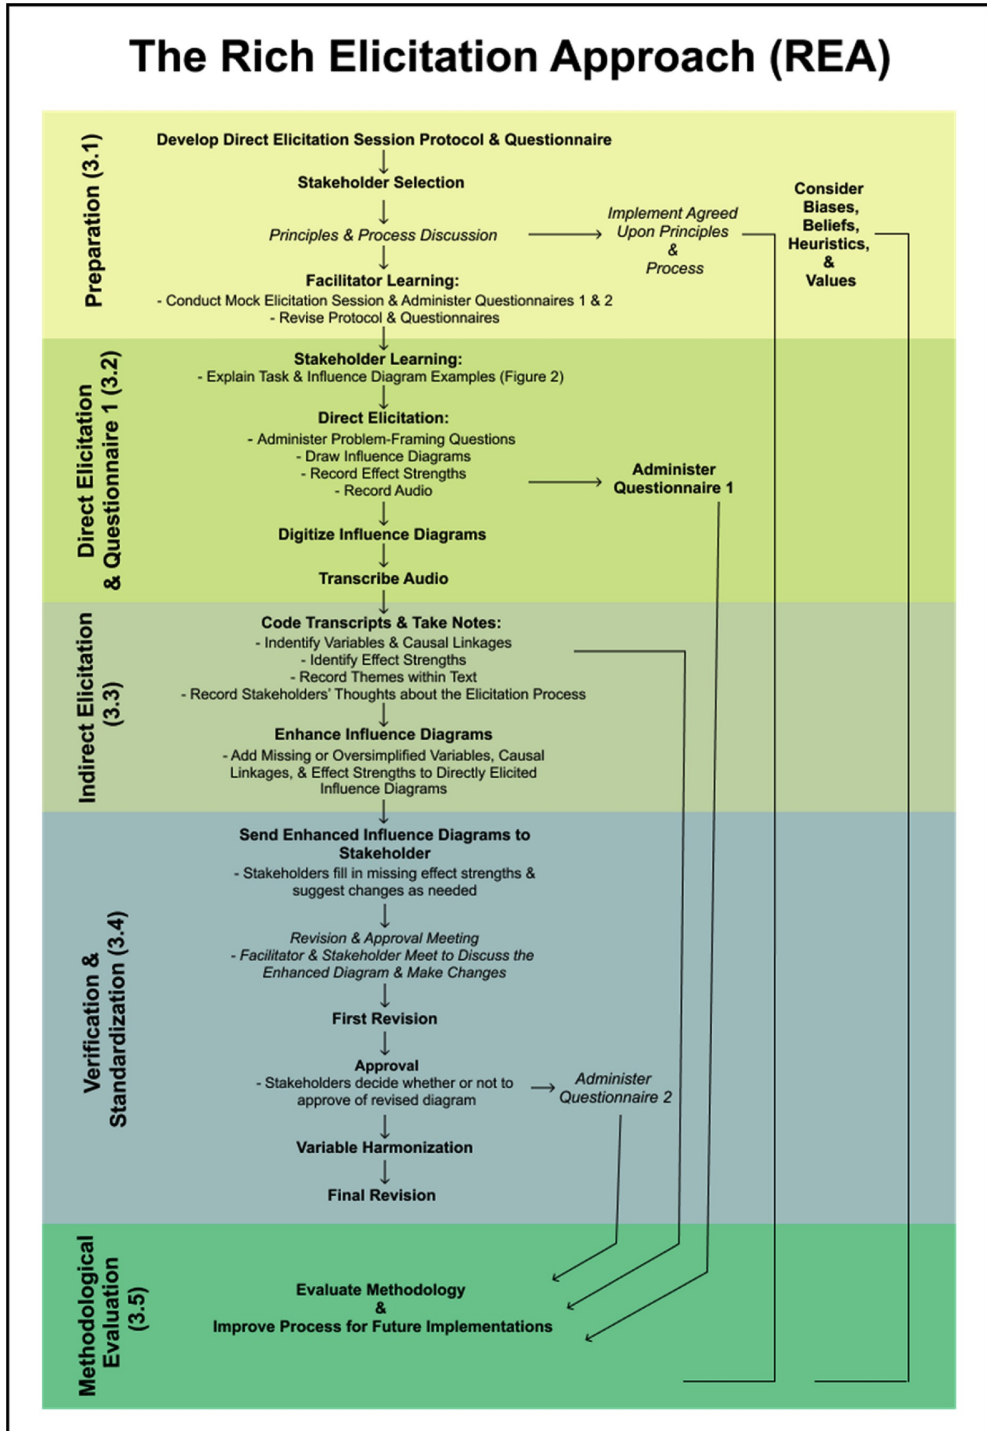 The Rich Elicitation Approach (REA)
Preparation (3.1)
Develop Direct Elicitation Session Protocol & Questionnaire
Stakeholder Selection
Principles & Process Discussion
Implement Agreed
Upon Principles
&
Process
Consider
Biases,
Beliefs,
Heuristics,
&
Values
Facilitator Learning:
- Conduct Mock Elicitation Session & Administer Questionnaires 1 & 2
- Revise Protocol & Questionnaires
Direct Elicitation
& Questionnaire 1 (3.2)
Stakeholder Learning:
- Explain Task & Influence Diagram Examples (Figure 2)
Direct Elicitation:
- Administer Problem-Framing Questions
- Draw Influence Diagrams
- Record Effect Strengths
- Record Audio
Administer
Questionnaire 1
Digitize Influence Diagrams
Transcribe Audio
Indirect Elicitation
(3.3)
Code Transcripts & Take Notes:
- Indentify Variables & Causal Linkages
- Identify Effect Strengths
- Record Themes within Text
- Record Stakeholders' Thoughts about the Elicitation Process
Enhance Influence Diagrams
- Add Missing or Oversimplified Variables, Causal
Linkages, & Effect Strengths to Directly Elicited
Influence Diagrams
Verification &
Standardization (3.4)
Send Enhanced Influence Diagrams to
Stakeholder
- Stakeholders fill in missing effect strengths &
suggest changes as needed
Revision & Approval Meeting
- Facilitator & Stakeholder Meet to Discuss the
Enhanced Diagram & Make Changes
First Revision
Approval
- Stakeholders decide whether or not to
approve of revised diagram
Administer
Questionnaire 2
Variable Harmonization
Final Revision
Methodological
Evaluation
(3.5)
Evaluate Methodology
&
Improve Process for Future Implementations